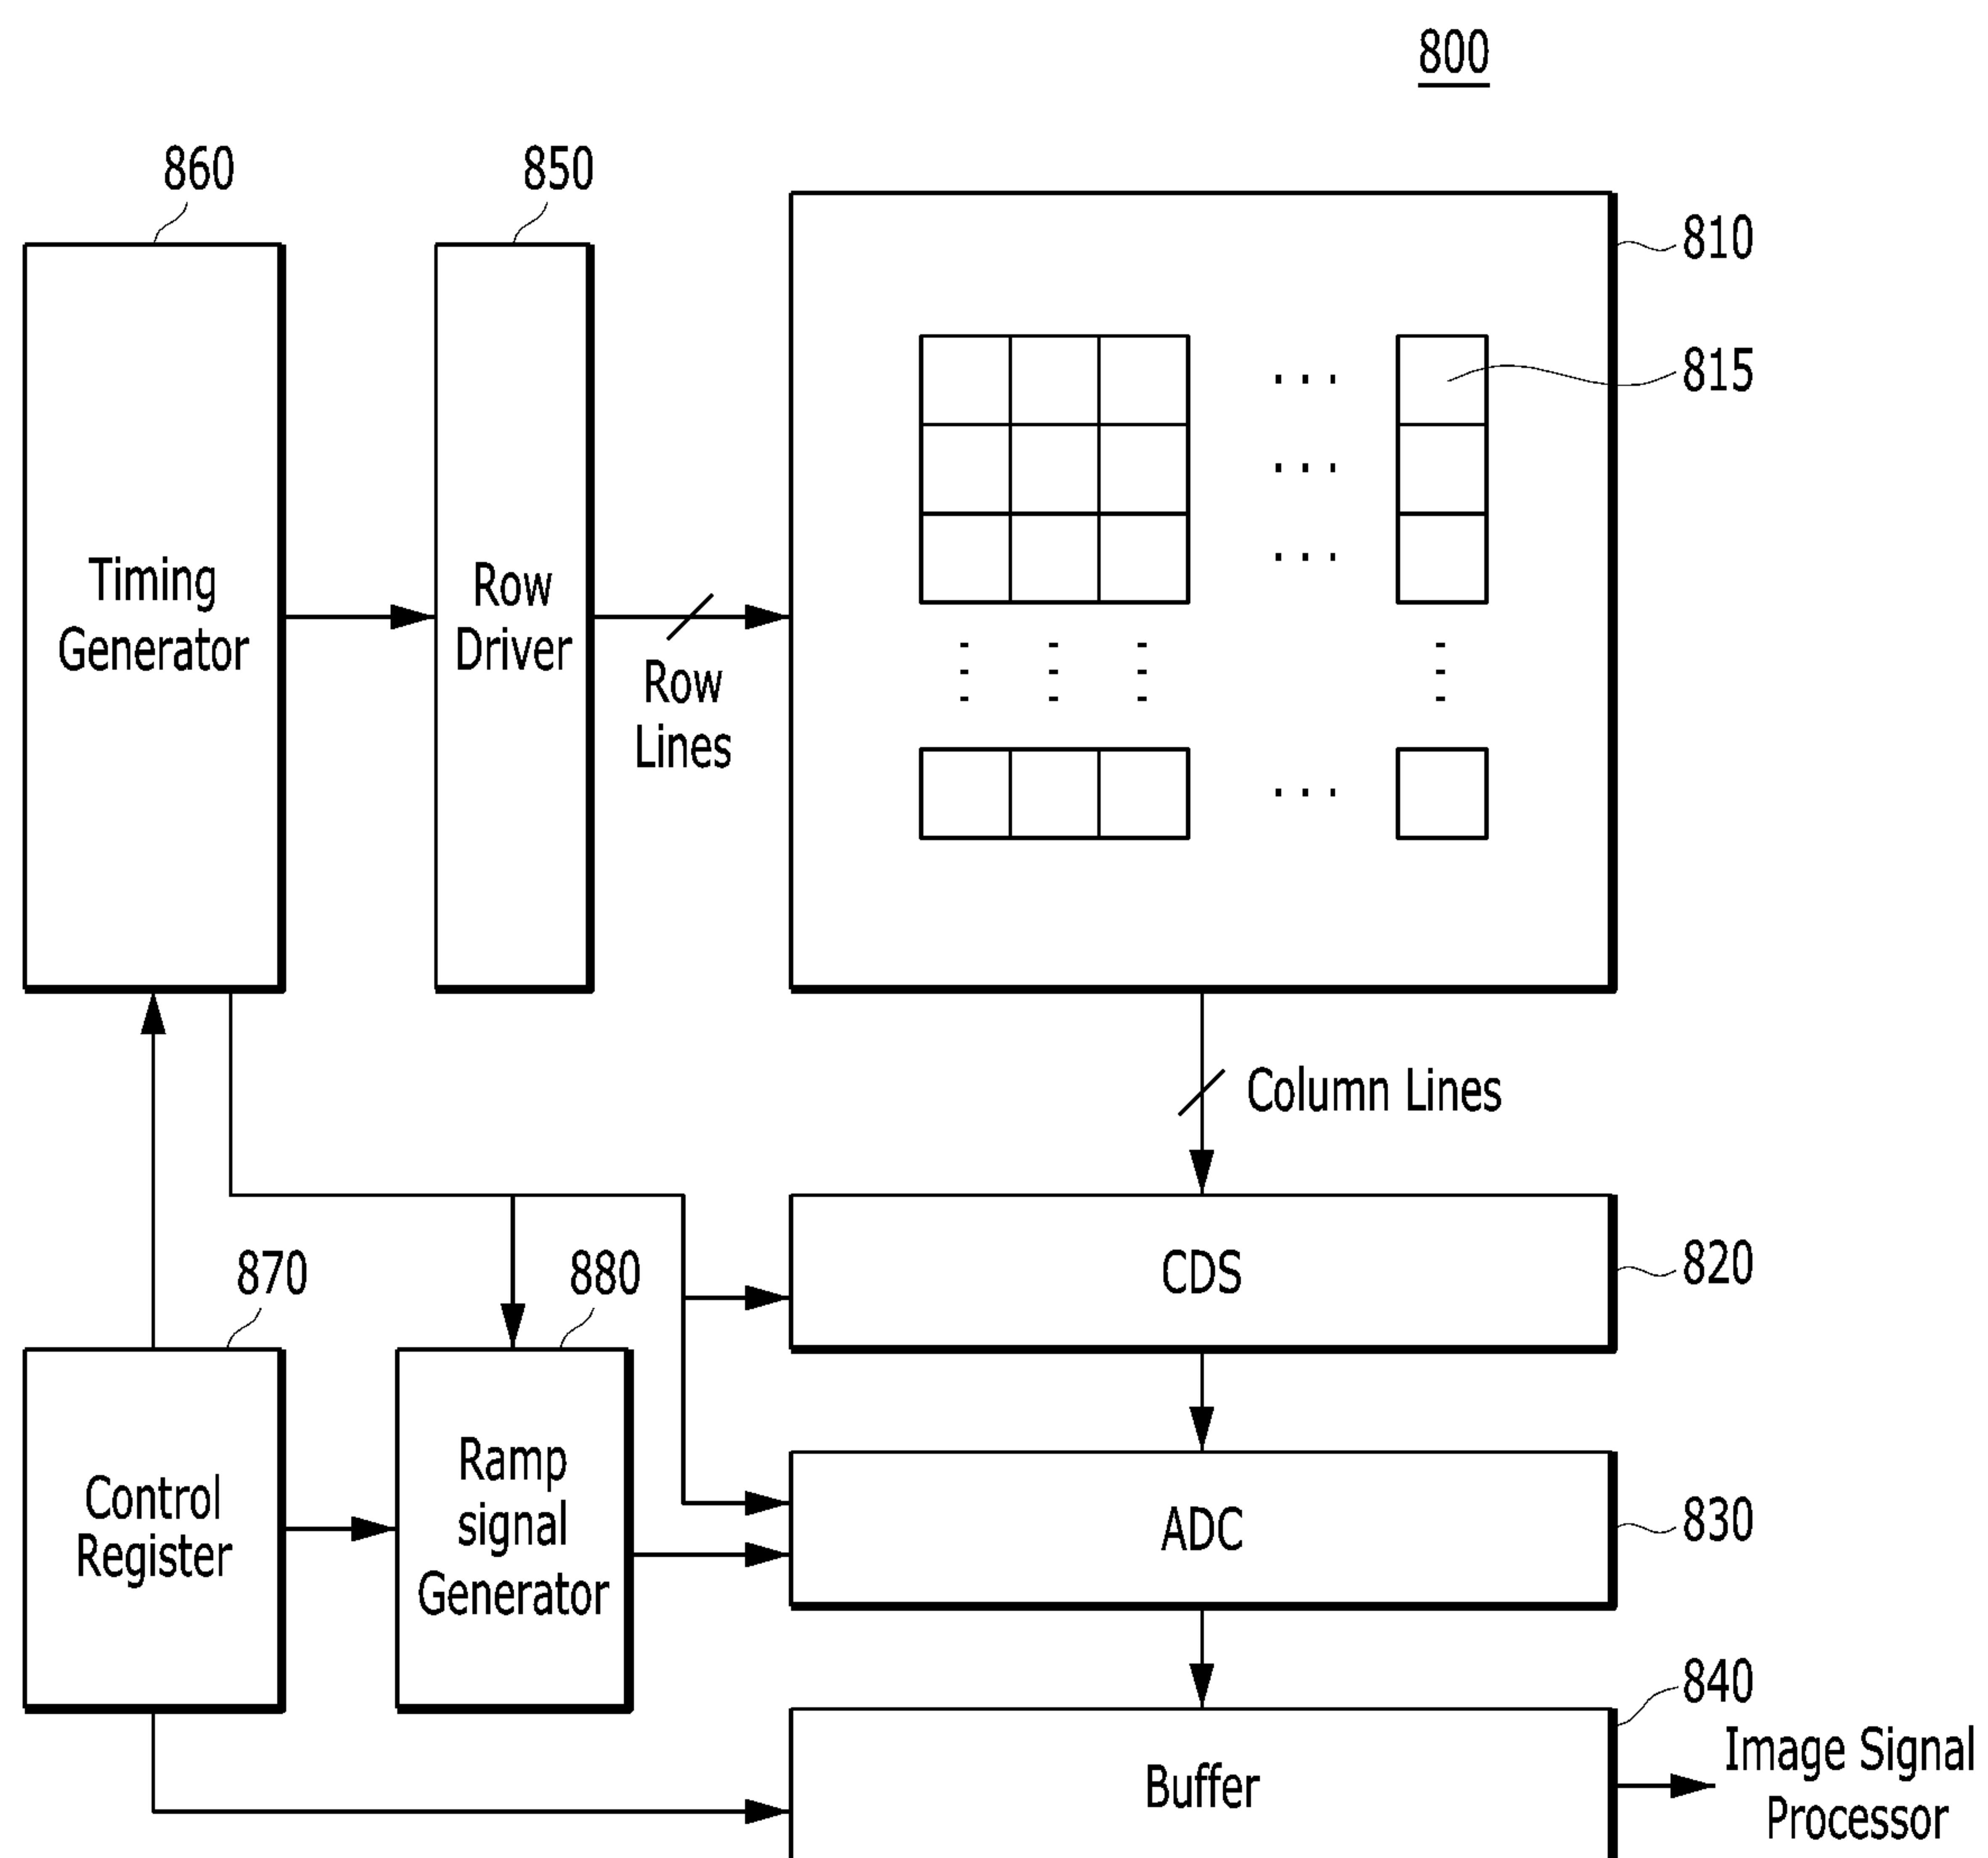 800
860
850
810
815
Timing
Generator
Row
Driver
Row
Lines
Column Lines
870
880
CDS
820
Control
Register
Ramp
signal
Generator
ADC
830
840
Buffer
Image Signal
Processor